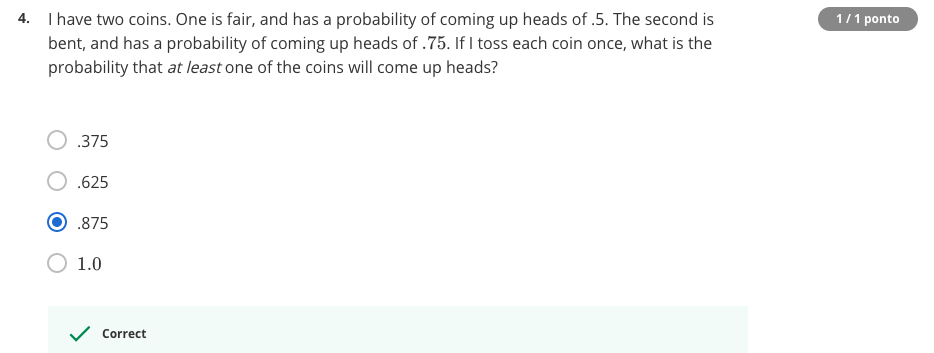 4. I have two coins. One is fair, and has a probability of coming up heads of .5. The second is
1 / 1 ponto
bent, and has a probability of coming up heads of .75. If I toss each coin once, what is the
probability that at least one of the coins will come up heads?
.375
.625
.875
1.0
Correct